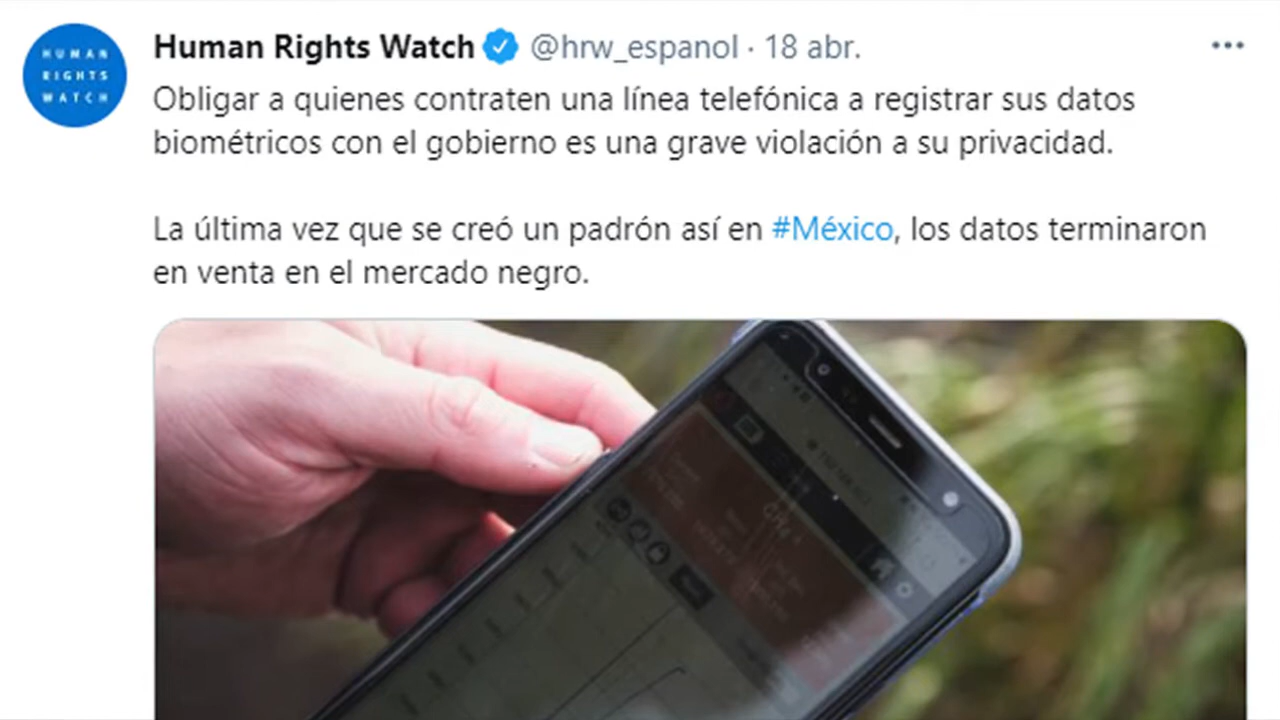 HUMAN
RIGHTS
WATCH
Human Rights Watch @hrw_espanol · 18 abr.
Obligar a quienes contraten una línea telefónica a registrar sus datos
biométricos con el gobierno es una grave violación a su privacidad.
La última vez que se creó un padrón así en #México, los datos terminaron
en venta en el mercado negro.
CH4